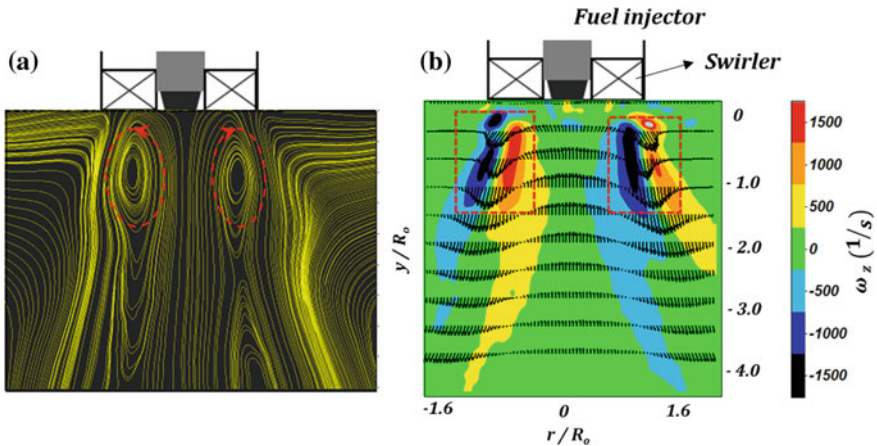 Fuel injector
(a)
(b)
Swirler
0
- 1.0
- 2.0
- 3.0
- 4.0
y / Rₒ
-1.6 0 1.6
r / Rₒ
1500
1000
500
0
-500
-1000
-1500
ω_z (1/s)